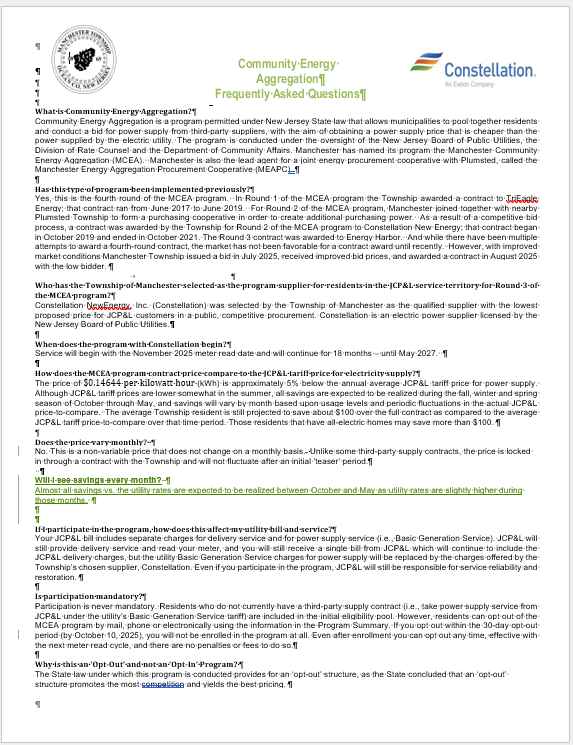 MANCHESTER TOWNSHIP
OCEAN CO. NEW JERSEY
Community Energy
Aggregation¶
Frequently Asked Questions¶
Constellation.
An Exelon Company
What is Community Energy Aggregation?¶
Community Energy Aggregation is a program permitted under New Jersey State law that allows municipalities to pool together residents
and conduct a bid for power supply from third-party suppliers, with the aim of obtaining a power supply price that is cheaper than the
power supplied by the electric utility. The program is conducted under the oversight of the New Jersey Board of Public Utilities, the
Division of Rate Counsel and the Department of Community Affairs. Manchester has named its program the Manchester Community
Energy Aggregation (MCEA). Manchester is also the lead agent for a joint energy procurement cooperative with Plumsted, called the
Manchester Energy Aggregation Procurement Cooperative (MEAPC). ¶
Has this type of program been implemented previously?¶
Yes, this is the fourth round of the MCEA program. In Round 1 of the MCEA program the Township awarded a contract to TriEagle
Energy; that contract ran from June 2017 to June 2019. For Round 2 of the MCEA program, Manchester joined together with nearby
Plumsted Township to form a purchasing cooperative in order to create additional purchasing power. As a result of a competitive bid
process, a contract was awarded by the Township for Round 2 of the MCEA program to Constellation New Energy; that contract began
in October 2019 and ended in October 2021. The Round 3 contract was awarded to Energy Harbor. And while there have been multiple
attempts to award a fourth-round contract, the market has not been favorable for a contract award until recently. However, with improved
market conditions Manchester Township issued a bid in July 2025, received improved bid prices, and awarded a contract in August 2025
with the low bidder. ¶
Who has the Township of Manchester selected as the program supplier for residents in the JCP&L service territory for Round 3 of
the MCEA program?¶
Constellation NewEnergy, Inc. (Constellation) was selected by the Township of Manchester as the qualified supplier with the lowest
proposed price for JCP&L customers in a public, competitive procurement. Constellation is an electric power supplier licensed by the
New Jersey Board of Public Utilities.¶
When does the program with Constellation begin?¶
Service will begin with the November 2025 meter read date and will continue for 18 months – until May 2027. ¶
How does the MCEA program contract price compare to the JCP&L tariff price for electricity supply?¶
The price of $0.14644 per kilowatt-hour (kWh) is approximately 5% below the annual average JCP&L tariff price for power supply.
Although JCP&L tariff prices are lower somewhat in the summer, all savings are expected to be realized during the fall, winter and spring
season of October through May, and savings will vary by month based upon usage levels and periodic fluctuations in the actual JCP&L
price-to-compare. The average Township resident is still projected to save about $100 over the full contract as compared to the average
JCP&L tariff price-to-compare over that time period. Those residents that have all-electric homes may save more than $100. ¶
Does the price vary monthly? ¶
No. This is a non-variable price that does not change on a monthly basis. Unlike some third-party supply contracts, the price is locked
in through a contract with the Township and will not fluctuate after an initial 'teaser' period.¶
Will I see savings every month? ¶
Almost all savings vs. the utility rates are expected to be realized between October and May as utility rates are slightly higher during
those months. ¶
If I participate in the program, how does this affect my utility bill and service?¶
Your JCP&L bill includes separate charges for delivery service and for power supply service (i.e., Basic Generation Service). JCP&L will
still provide delivery service and read your meter, and you will still receive a single bill from JCP&L which will continue to include the
JCP&L delivery charges, but the utility Basic Generation Service charges for power supply will be replaced by the charges offered by the
Township's chosen supplier, Constellation. Even if you participate in the program, JCP&L will still be responsible for service reliability and
restoration. ¶
Is participation mandatory?¶
Participation is never mandatory. Residents who do not currently have a third-party supply contract (i.e., take power supply service from
JCP&L under the utility's Basic Generation Service tariff) are included in the initial eligibility pool. However, residents can opt out of the
MCEA program by mail, phone or electronically using the information in the Program Summary. If you opt out within the 30-day opt out
period (by October 10, 2025), you will not be enrolled in the program at all. Even after enrollment you can opt out any time, effective with
the next meter read cycle, and there are no penalties or fees to do so.¶
Why is this an 'Opt-Out' and not an 'Opt-In' Program?¶
The State law under which this program is conducted provides for an 'opt-out' structure, as the State concluded that an 'opt-out'
structure promotes the most competition and yields the best pricing. ¶